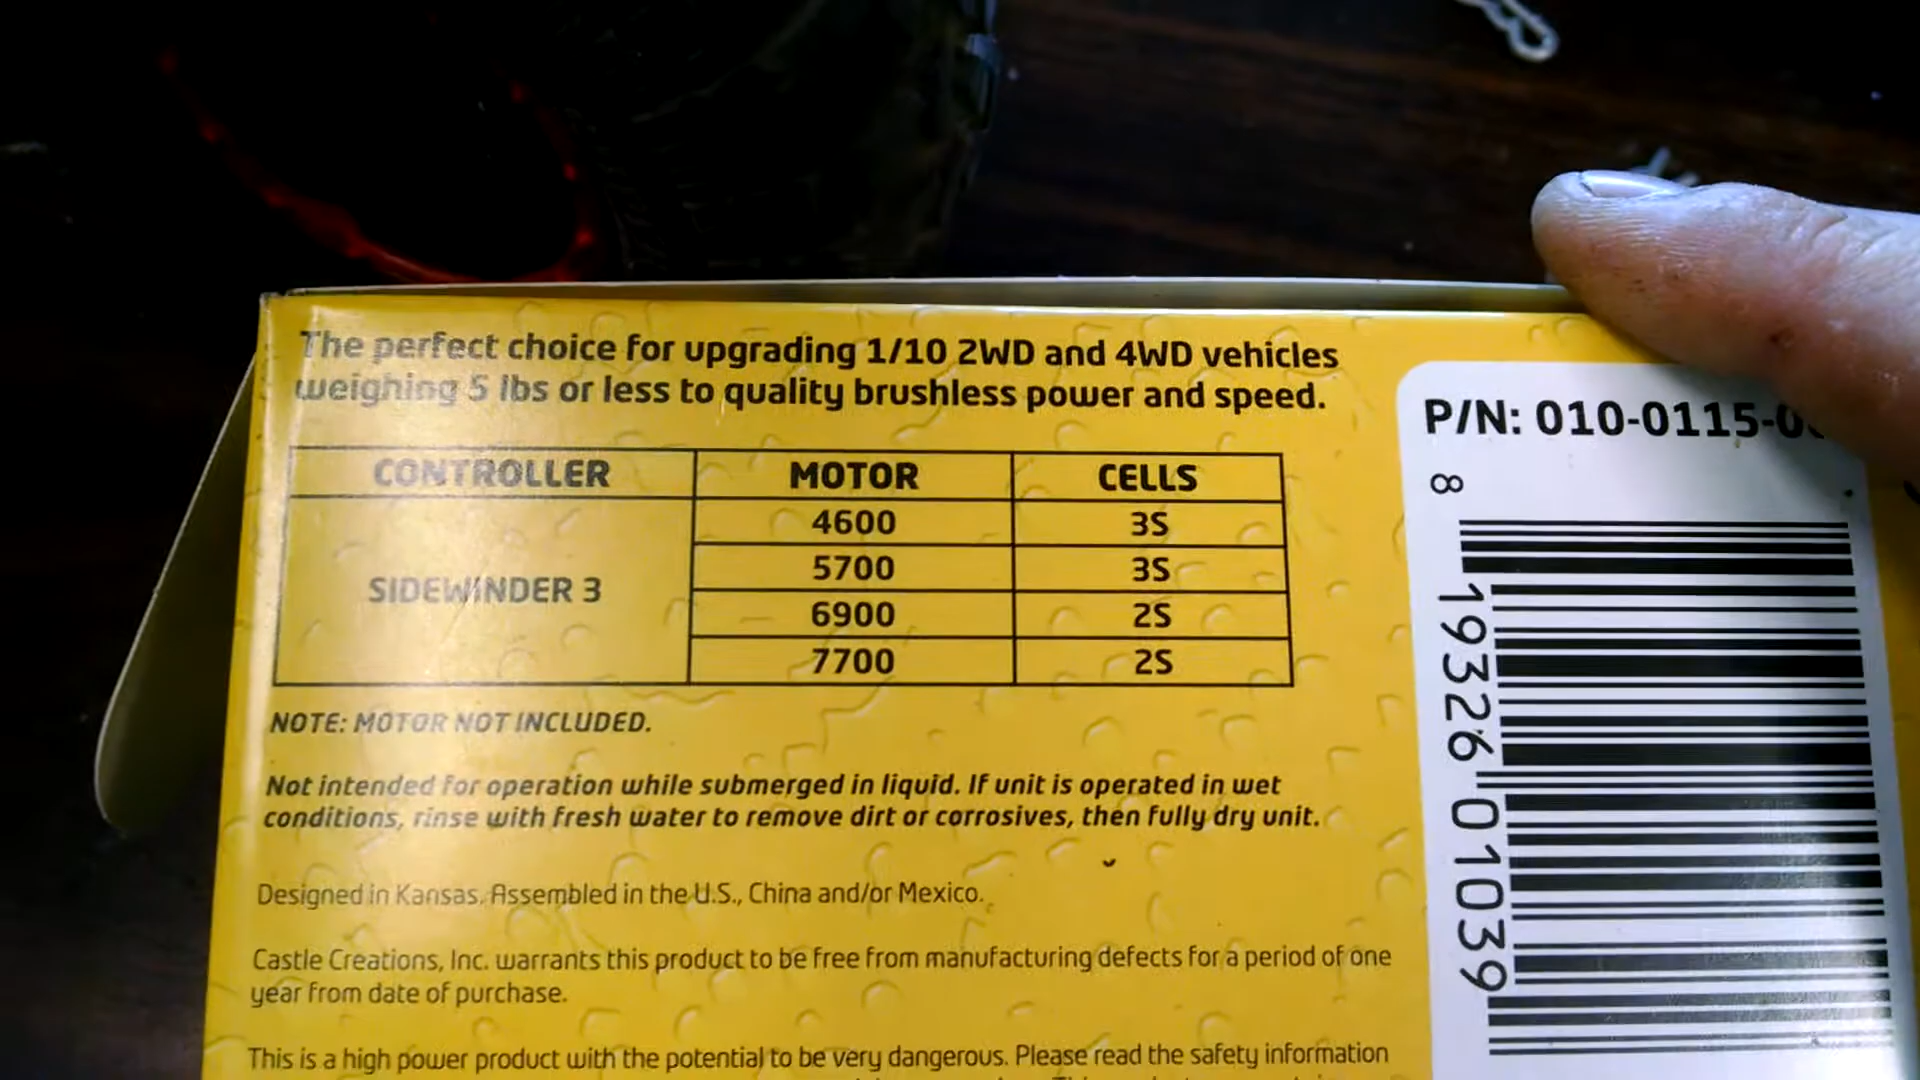 The perfect choice for upgrading 1/10 2WD and 4WD vehicles
weighing 5 lbs or less to quality brushless power and speed.
CONTROLLER MOTOR CELLS
4600 3S
5700 3S
SIDEWINDER 3
6900 2S
7700 2S
NOTE: MOTOR NOT INCLUDED.
Not intended for operation while submerged in liquid. If unit is operated in wet
conditions, rinse with fresh water to remove dirt or corrosives, then fully dry unit.
Designed in Kansas. Assembled in the U.S., China and/or Mexico.
Castle Creations, Inc. warrants this product to be free from manufacturing defects for a period of one
year from date of purchase.
This is a high power product with the potential to be very dangerous. Please read the safety information
P/N: 010-0115-0
8 19326 01039